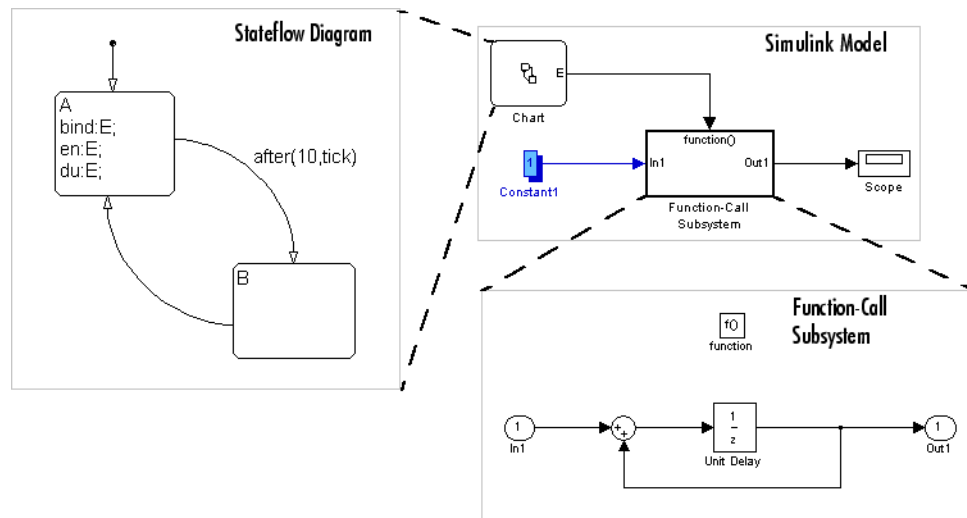 Stateflow Diagram
A
bind:E;
en:E;
du:E;
after(10,tick)
B
Simulink Model
E
Chart
function()
1
In1
Out1
Constant1
Scope
Function-Call
Subsystem
Function-Call
Subsystem
f()
function
1
In1
+
+
1
z
Unit Delay
1
Out1